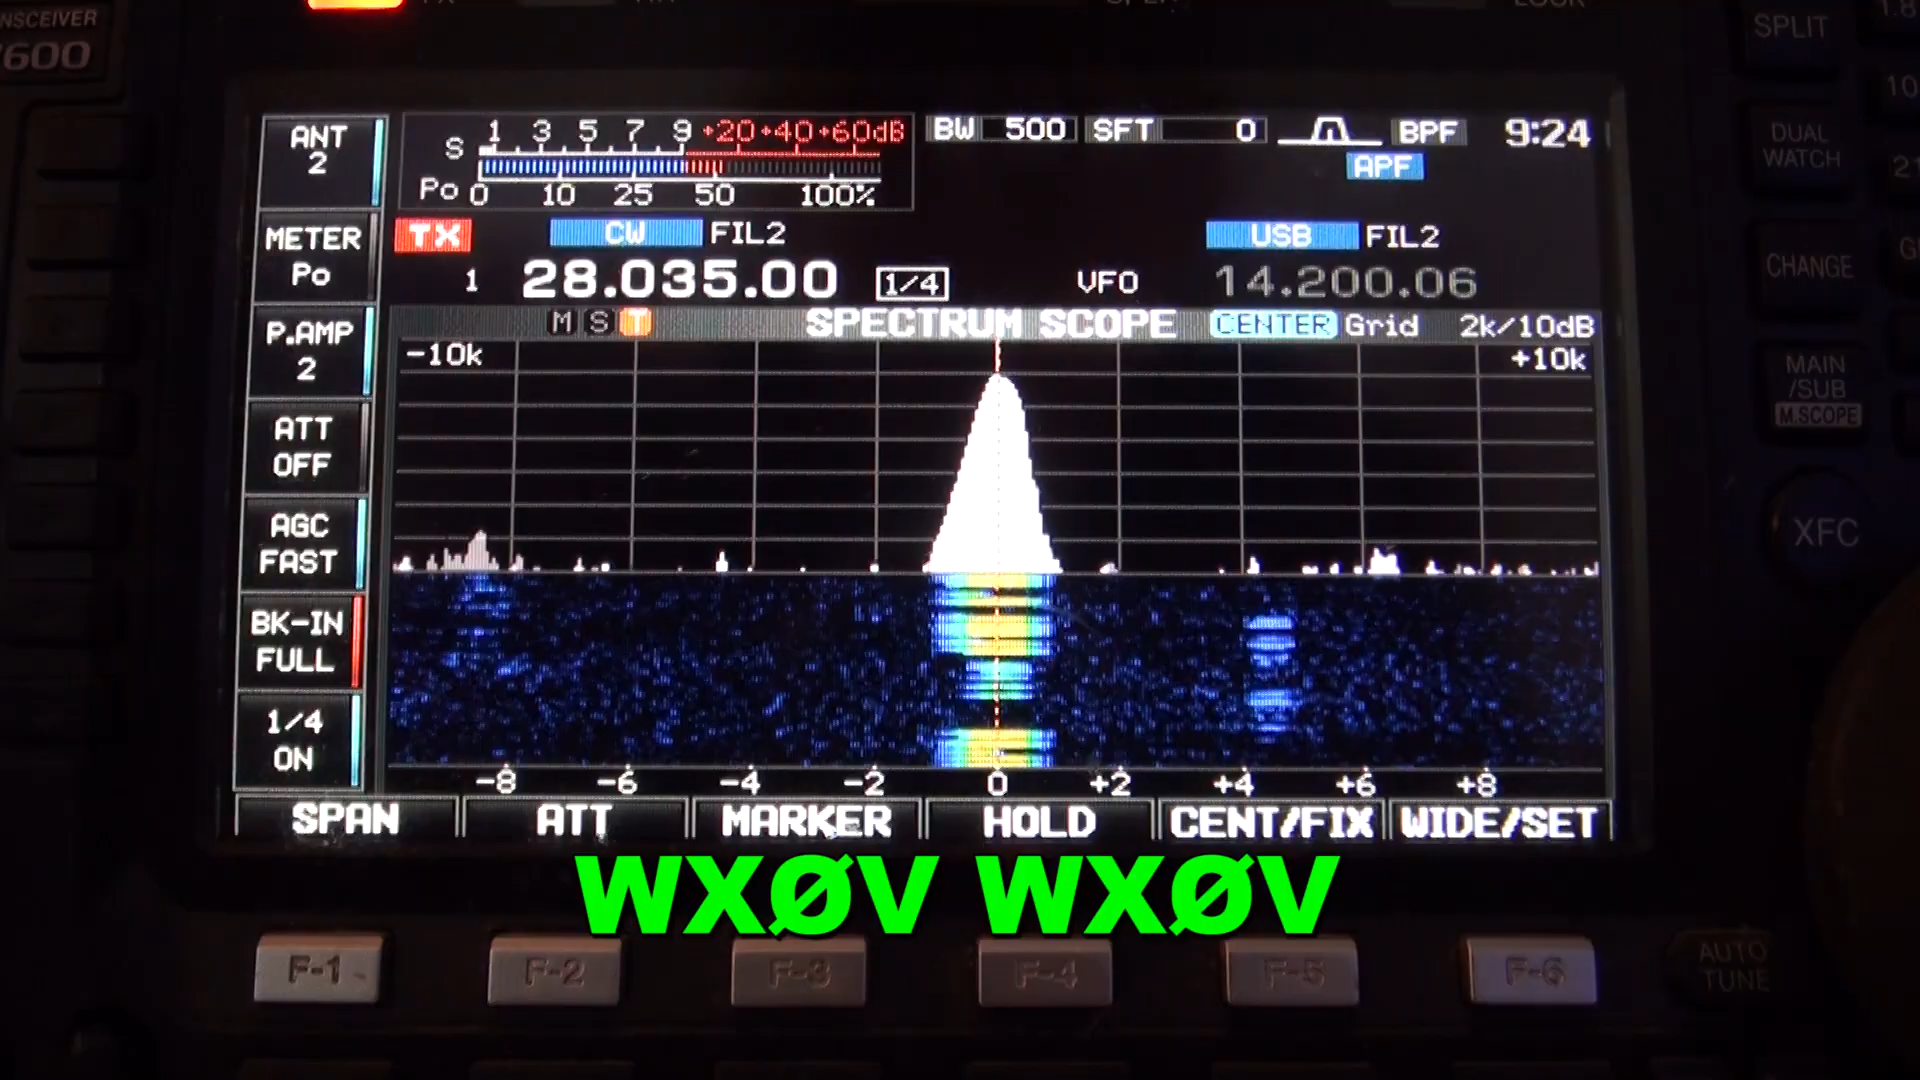 NSCEIVER
7600
SPLIT
DUAL
WATCH
CHANGE
MAIN
/SUB
M.SCOPE
XFC
AUTO
TUNE
ANT
2
METER
Po
P.AMP
2
ATT
OFF
AGC
FAST
BK-IN
FULL
1/4
ON
S 1 3 5 7 9 +20 +40 +60dB
Po 0 10 25 50 100%
BW 500 SFT 0 BPF 9:24
APF
TX CW FIL2 USB FIL2
1 28.035.00 1/4 VFO 14.200.06
M S T SPECTRUM SCOPE CENTER Grid 2k/10dB
-10k +10k
-8 -6 -4 -2 0 +2 +4 +6 +8
SPAN ATT MARKER HOLD CENT/FIX WIDE/SET
WXØV WXØV
F-1 F-2 F-3 F-4 F-5 F-6